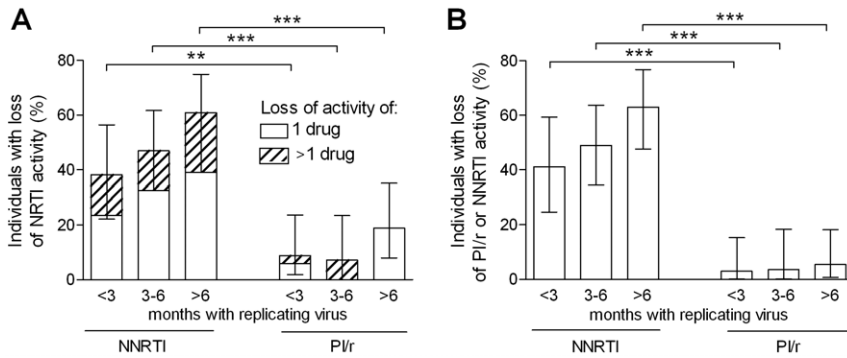 A
***
***
**
Individuals with loss
of NRTI activity (%)
80
60
40
20
0
Loss of activity of:
1 drug
>1 drug
<3 3-6 >6 <3 3-6 >6
months with replicating virus
NNRTI PI/r
B
***
***
***
Individuals with loss
of PI/r or NNRTI activity (%)
80
60
40
20
0
<3 3-6 >6 <3 3-6 >6
months with replicating virus
NNRTI PI/r